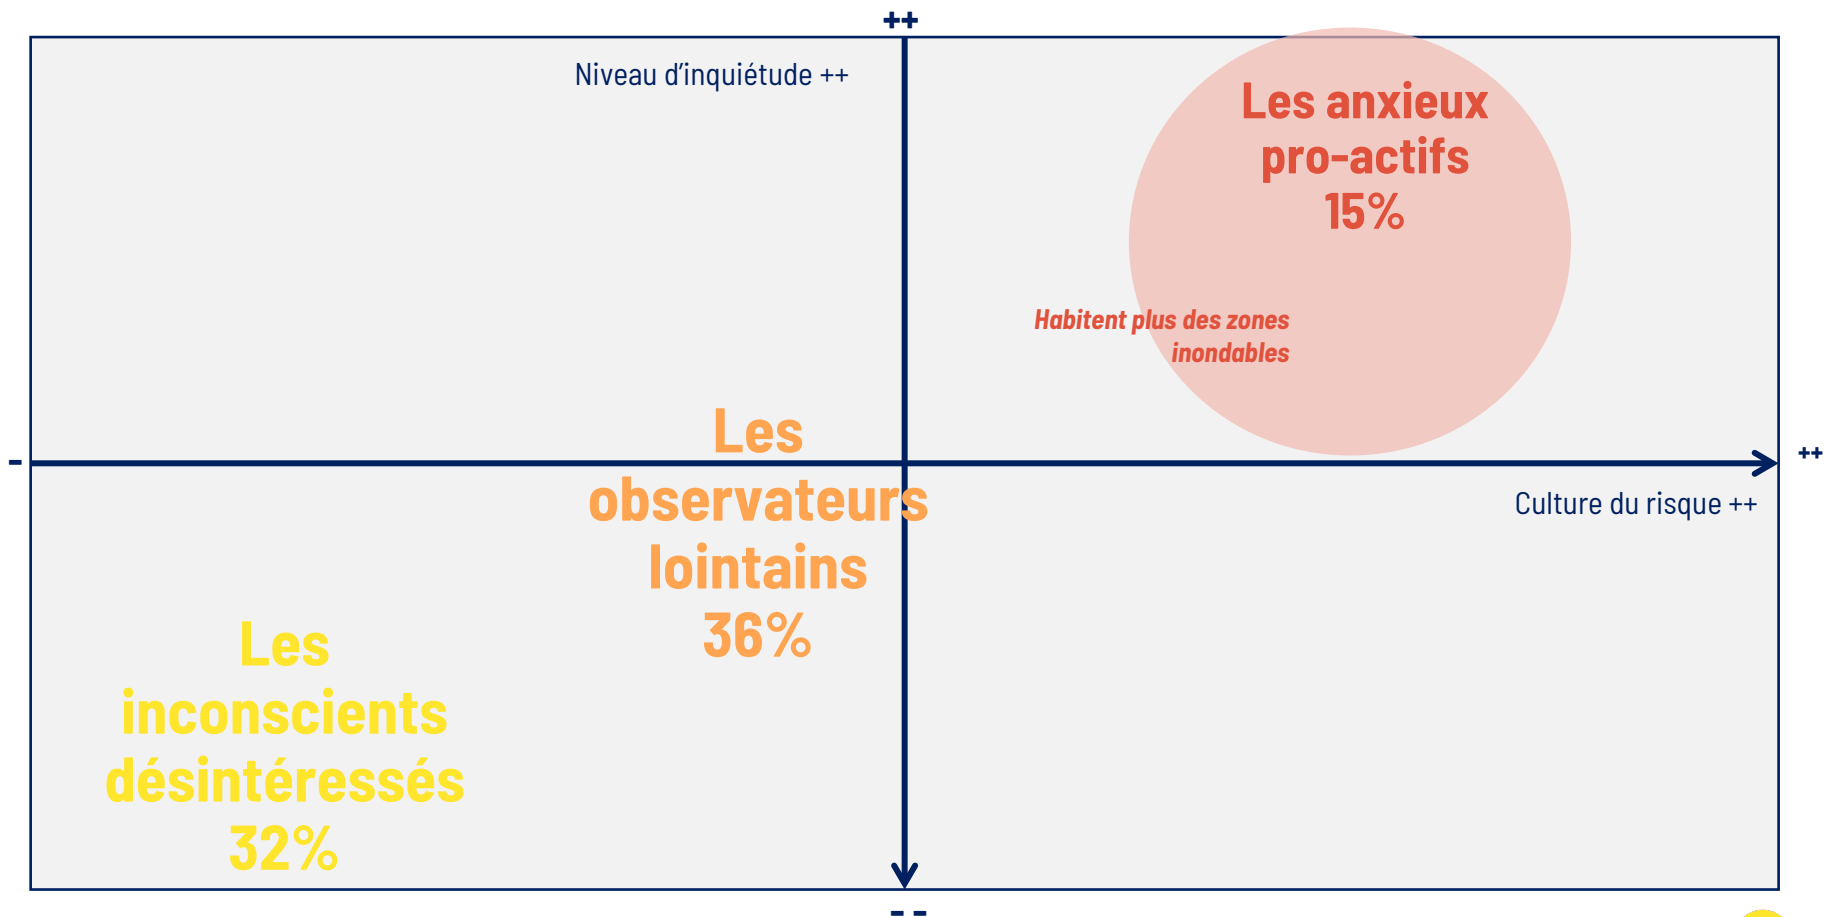 ++
Niveau d'inquiétude ++
Les anxieux
pro-actifs
15%
Habitent plus des zones
inondables
-
++
Culture du risque ++
Les
observateurs
lointains
36%
Les
inconscients
désintéressés
32%
- -